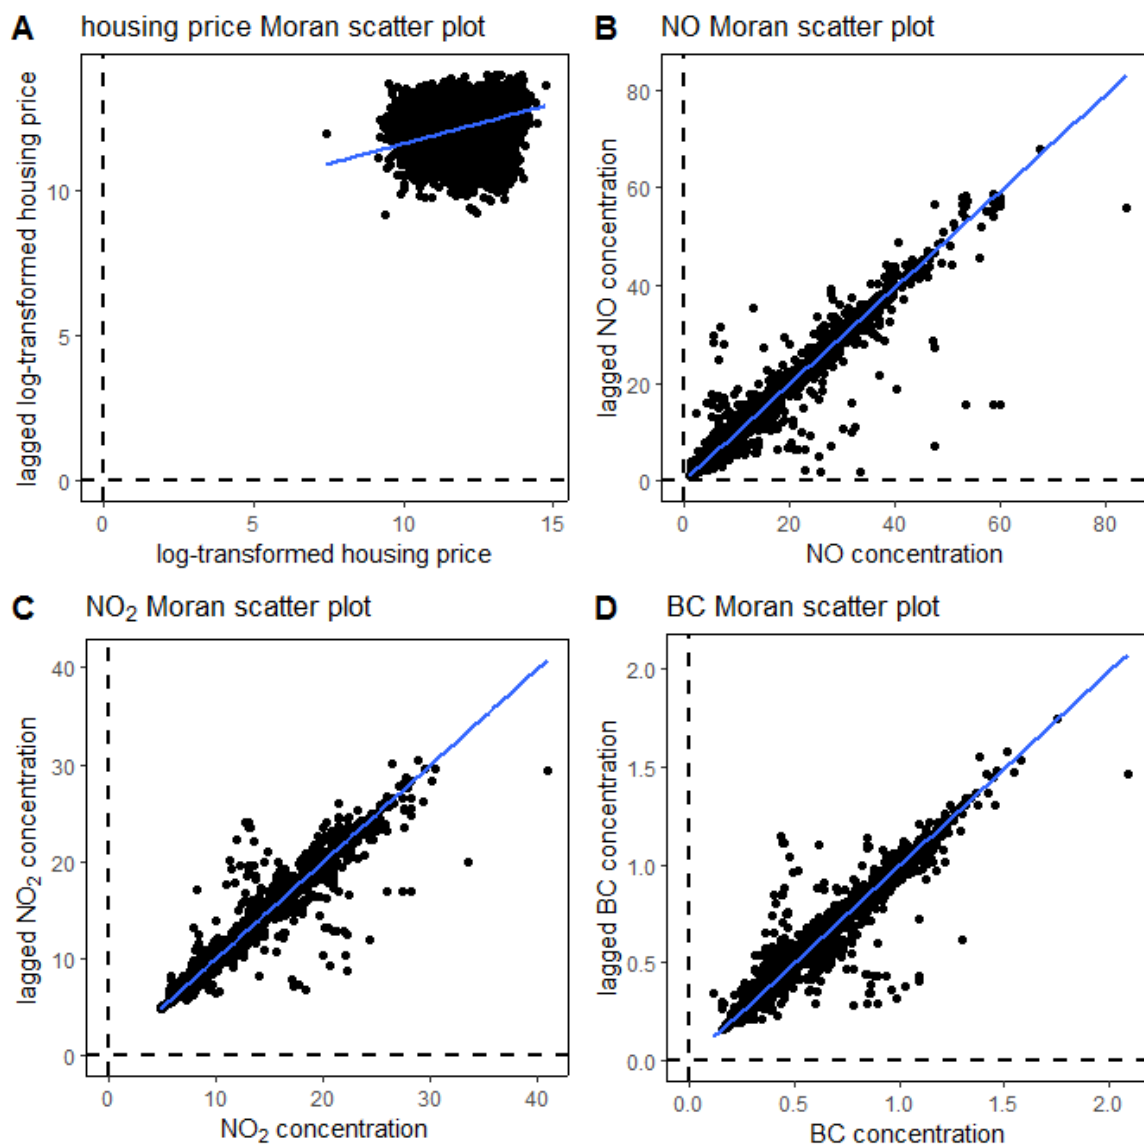 A housing price Moran scatter plot
lagged log-transformed housing price
10
5
0
0 5 10 15
log-transformed housing price
B NO Moran scatter plot
lagged NO concentration
80
60
40
20
0
0 20 40 60 80
NO concentration
C NO₂ Moran scatter plot
lagged NO₂ concentration
40
30
20
10
0
0 10 20 30 40
NO₂ concentration
D BC Moran scatter plot
lagged BC concentration
2.0
1.5
1.0
0.5
0.0
0.0 0.5 1.0 1.5 2.0
BC concentration